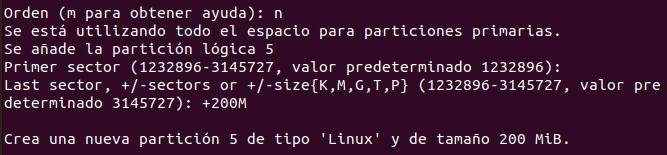 Orden (m para obtener ayuda): n
Se está utilizando todo el espacio para particiones primarias.
Se añade la partición lógica 5
Primer sector (1232896-3145727, valor predeterminado 1232896):
Last sector, +/-sectors or +/-size{K,M,G,T,P} (1232896-3145727, valor pre
determinado 3145727): +200M
Crea una nueva partición 5 de tipo 'Linux' y de tamaño 200 MiB.